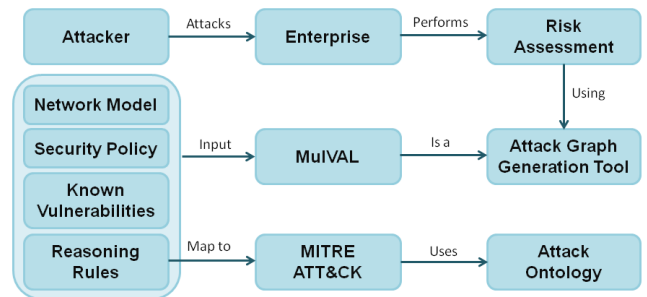 Attacker
Attacks
Enterprise
Performs
Risk
Assessment
Using
Network Model
Security Policy
Known
Vulnerabilities
Reasoning
Rules
Input
MulVAL
Is a
Attack Graph
Generation Tool
Map to
MITRE
ATT&CK
Uses
Attack
Ontology